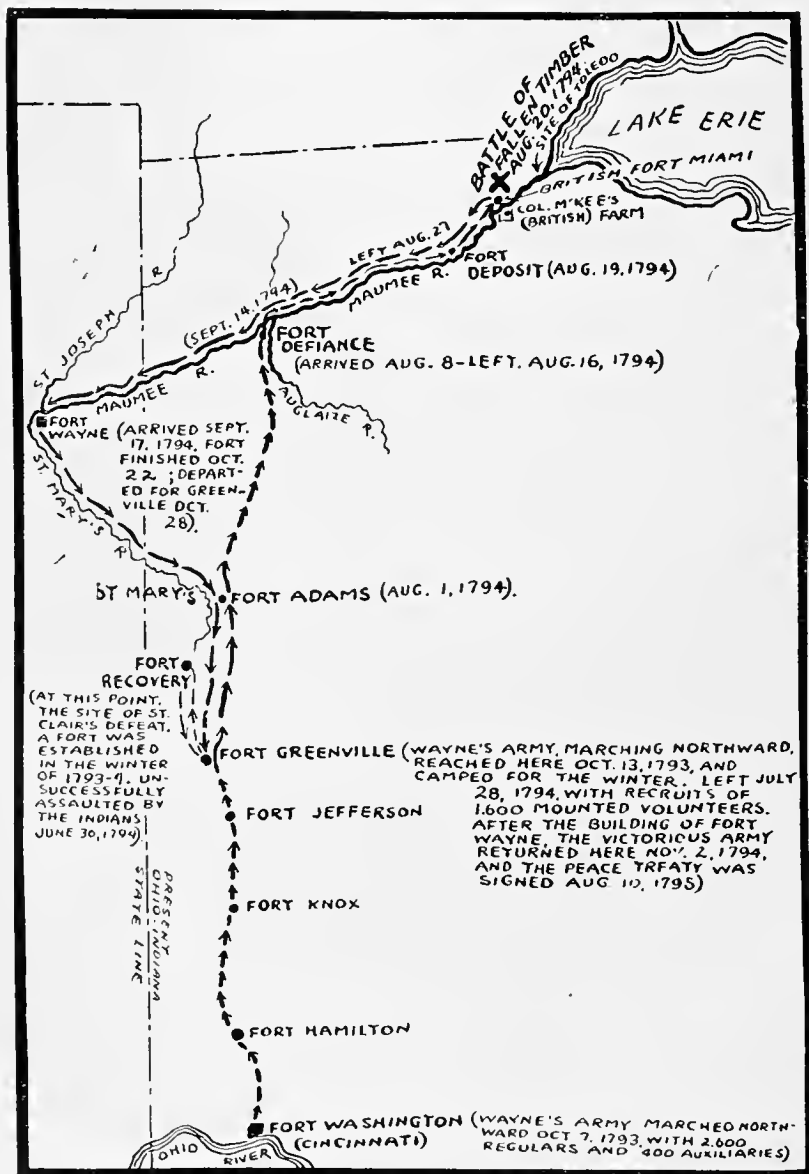 BATTLE OF
FALLEN TIMBER
AUG. 20, 1794.
SITE OF TOLEDO
LAKE ERIE
BRITISH FORT MIAMI
COL. M'KEE'S
(BRITISH) FARM
LEFT AUG. 27
FORT
DEPOSIT (AUG. 19, 1794)
MAUMEE R.
(SEPT. 14, 1794)
FORT
DEFIANCE
(ARRIVED AUG. 8-LEFT. AUG. 16, 1794)
ST JOSEPH R.
MAUMEE R.
AUGLAIZE R.
FORT
WAYNE (ARRIVED SEPT.
17, 1794, FORT
FINISHED OCT.
22 ; DEPART-
ED FOR GREEN-
VILLE OCT.
28).
ST. MARY'S R.
ST MARY'S
FORT ADAMS (AUG. 1, 1794).
FORT
RECOVERY
(AT THIS POINT,
THE SITE OF ST.
CLAIR'S DEFEAT,
A FORT WAS
ESTABLISHED
IN THE WINTER
OF 1793-4. UN-
SUCCESSFULLY
ASSAULTED BY
THE INDIANS
JUNE 30, 1794).
FORT GREENVILLE (WAYNE'S ARMY, MARCHING NORTHWARD,
REACHED HERE OCT. 13, 1793, AND
CAMPED FOR THE WINTER. LEFT JULY
28, 1794, WITH RECRUITS OF
1.600 MOUNTED VOLUNTEERS.
AFTER THE BUILDING OF FORT
WAYNE, THE VICTORIOUS ARMY
RETURNED HERE NOV. 2, 1794,
AND THE PEACE TREATY WAS
SIGNED AUG 10, 1795)
FORT JEFFERSON
PRESENT
OHIO-INDIANA
STATE LINE
FORT KNOX
FORT HAMILTON
FORT WASHINGTON (WAYNE'S ARMY MARCHED NORTH-
(CINCINNATI) WARD OCT 7. 1793, WITH 2.600
REGULARS AND 400 AUXILIARIES)
OHIO RIVER